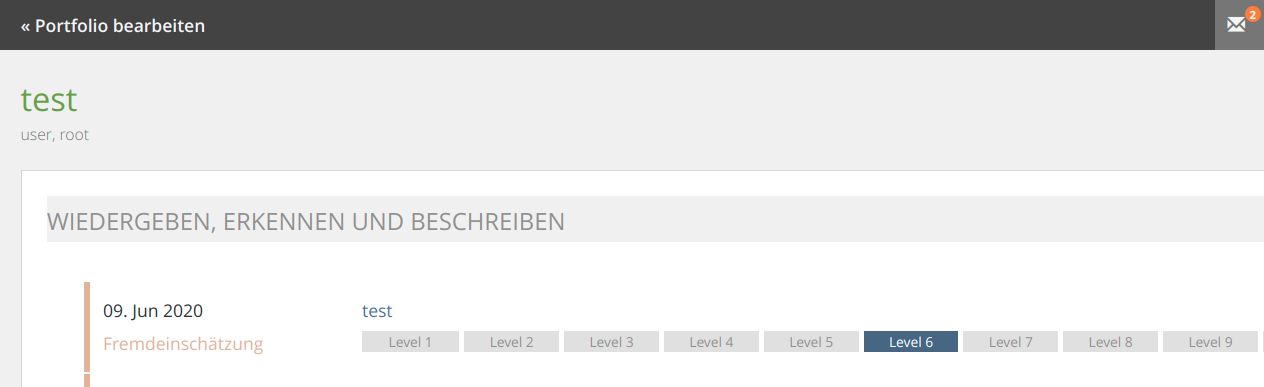 « Portfolio bearbeiten
2
test
user, root
WIEDERGEBEN, ERKENNEN UND BESCHREIBEN
09. Jun 2020
test
Fremdeinschätzung
Level 1 Level 2 Level 3 Level 4 Level 5 Level 6 Level 7 Level 8 Level 9